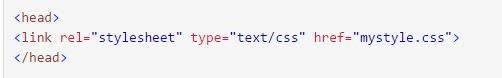 <head>
<link rel="stylesheet" type="text/css" href="mystyle.css">
</head>